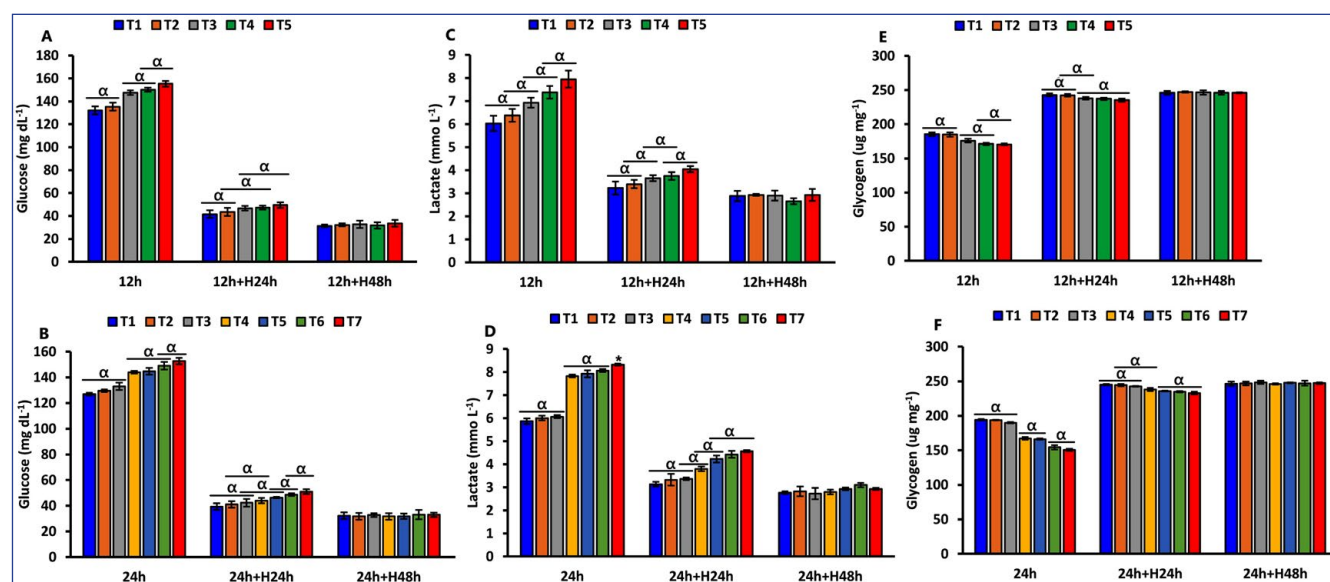 A
T1 T2 T3 T4 T5
Glucose (mg dL-1)
180
160
140
120
100
80
60
40
20
0
α α α
α α α
12h 12h+H24h 12h+H48h
C
T1 T2 T3 T4 T5
Lactate (mmo L-1)
9
8
7
6
5
4
3
2
1
0
α α α α
α α α α
12h 12h+H24h 12h+H48h
E
T1 T2 T3 T4 T5
Glycogen (ug mg-1)
300
250
200
150
100
50
0
α α α
α α α
12h 12h+H24h 12h+H48h
B
T1 T2 T3 T4 T5 T6 T7
Glucose (mg dL-1)
160
140
120
100
80
60
40
20
0
α α α
α α α α α
24h 24h+H24h 24h+H48h
D
T1 T2 T3 T4 T5 T6 T7
Lactate (mmo L-1)
9
8
7
6
5
4
3
2
1
0
α α *
α α α α
24h 24h+H24h 24h+H48h
F
T1 T2 T3 T4 T5 T6 T7
Glycogen (ug mg-1)
300
250
200
150
100
50
0
α α α
α α α
24h 24h+H24h 24h+H48h